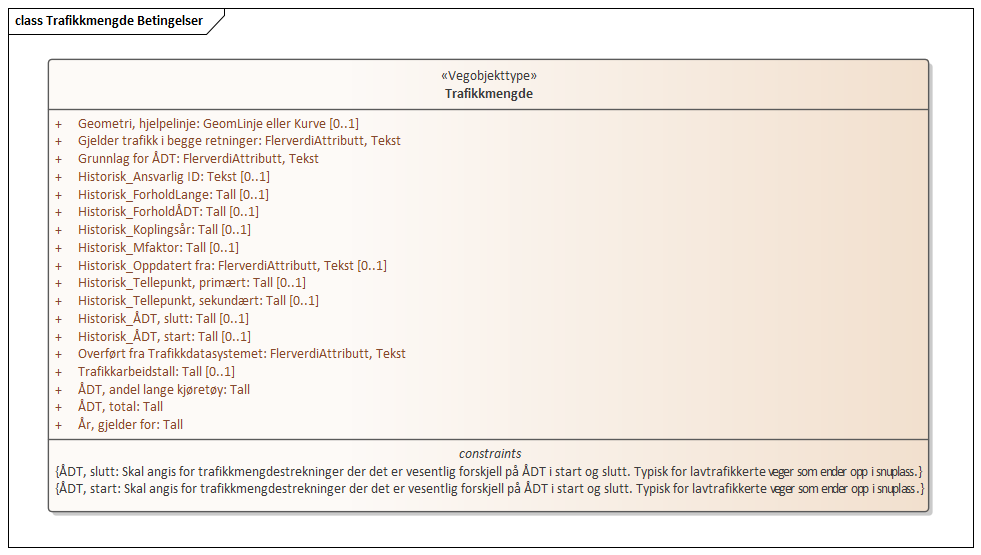 class Trafikkmengde Betingelser
«Vegobjekttype»
Trafikkmengde
+ Geometri, hjelpelinje: GeomLinje eller Kurve [0..1]
+ Gjelder trafikk i begge retninger: FlerverdiAttributt, Tekst
+ Grunnlag for ÅDT: FlerverdiAttributt, Tekst
+ Historisk_Ansvarlig ID: Tekst [0..1]
+ Historisk_ForholdLange: Tall [0..1]
+ Historisk_ForholdÅDT: Tall [0..1]
+ Historisk_Koplingsår: Tall [0..1]
+ Historisk_Mfaktor: Tall [0..1]
+ Historisk_Oppdatert fra: FlerverdiAttributt, Tekst [0..1]
+ Historisk_Tellepunkt, primært: Tall [0..1]
+ Historisk_Tellepunkt, sekundært: Tall [0..1]
+ Historisk_ÅDT, slutt: Tall [0..1]
+ Historisk_ÅDT, start: Tall [0..1]
+ Overført fra Trafikkdatasystemet: FlerverdiAttributt, Tekst
+ Trafikkarbeidstall: Tall [0..1]
+ ÅDT, andel lange kjøretøy: Tall
+ ÅDT, total: Tall
+ År, gjelder for: Tall
constraints
{ÅDT, slutt: Skal angis for trafikkmengdestrekninger der det er vesentlig forskjell på ÅDT i start og slutt. Typisk for lavtrafikkerte veger som ender opp i snuplass.}
{ÅDT, start: Skal angis for trafikkmengdestrekninger der det er vesentlig forskjell på ÅDT i start og slutt. Typisk for lavtrafikkerte veger som ender opp i snuplass.}